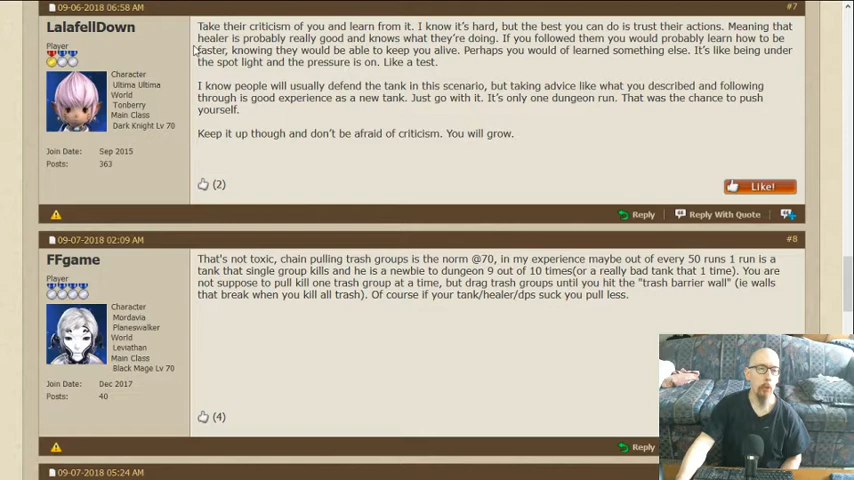 09-06-2018 06:58 AM
#7
LalafellDown
Player
Character
Ultima Ultima
World
Tonberry
Main Class
Dark Knight Lv 70
Join Date: Sep 2015
Posts: 363
Take their criticism of you and learn from it. I know it's hard, but the best you can do is trust their actions. Meaning that
healer is probably really good and knows what they're doing. If you followed them you would probably learn how to be
faster, knowing they would be able to keep you alive. Perhaps you would of learned something else. It's like being under
the spot light and the pressure is on. Like a test.
I know people will usually defend the tank in this scenario, but taking advice like what you described and following
through is good experience as a new tank. Just go with it. It's only one dungeon run. That was the chance to push
yourself.
Keep it up though and don't be afraid of criticism. You will grow.
(2)
Like!
Reply
Reply With Quote
09-07-2018 02:09 AM
#8
FFgame
Player
Character
Mordavia
Planeswalker
World
Leviathan
Main Class
Black Mage Lv 70
Join Date: Dec 2017
Posts: 40
That's not toxic, chain pulling trash groups is the norm @70, in my experience maybe out of every 50 runs 1 run is a
tank that single group kills and he is a newbie to dungeon 9 out of 10 times(or a really bad tank that 1 time). You are
not suppose to pull kill one trash group at a time, but drag trash groups until you hit the "trash barrier wall" (ie walls
that break when you kill all trash). Of course if your tank/healer/dps suck you pull less.
(4)
Reply
09-07-2018 05:24 AM